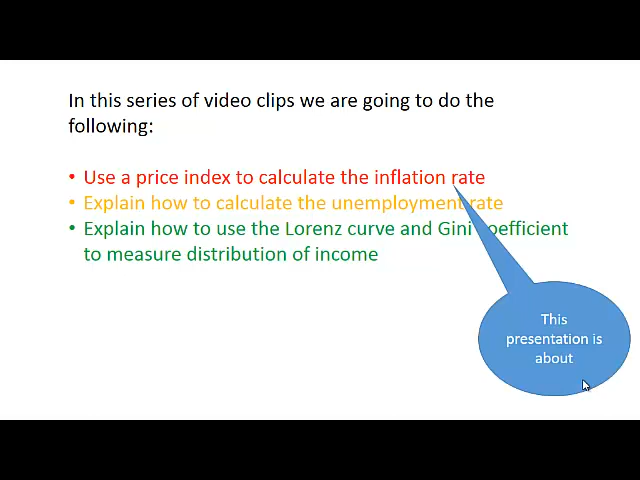 In this series of video clips we are going to do the
following:
• Use a price index to calculate the inflation rate
• Explain how to calculate the unemployment rate
• Explain how to use the Lorenz curve and Gini coefficient
to measure distribution of income
This
presentation is
about